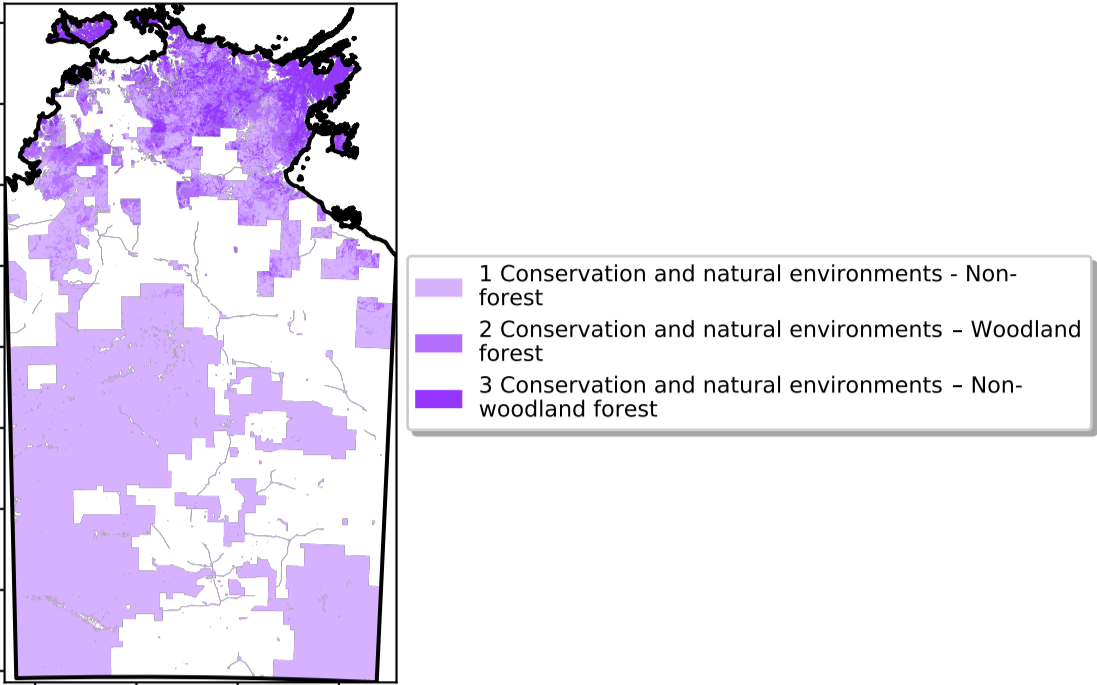 1 Conservation and natural environments - Non-
forest
2 Conservation and natural environments – Woodland
forest
3 Conservation and natural environments – Non-
woodland forest